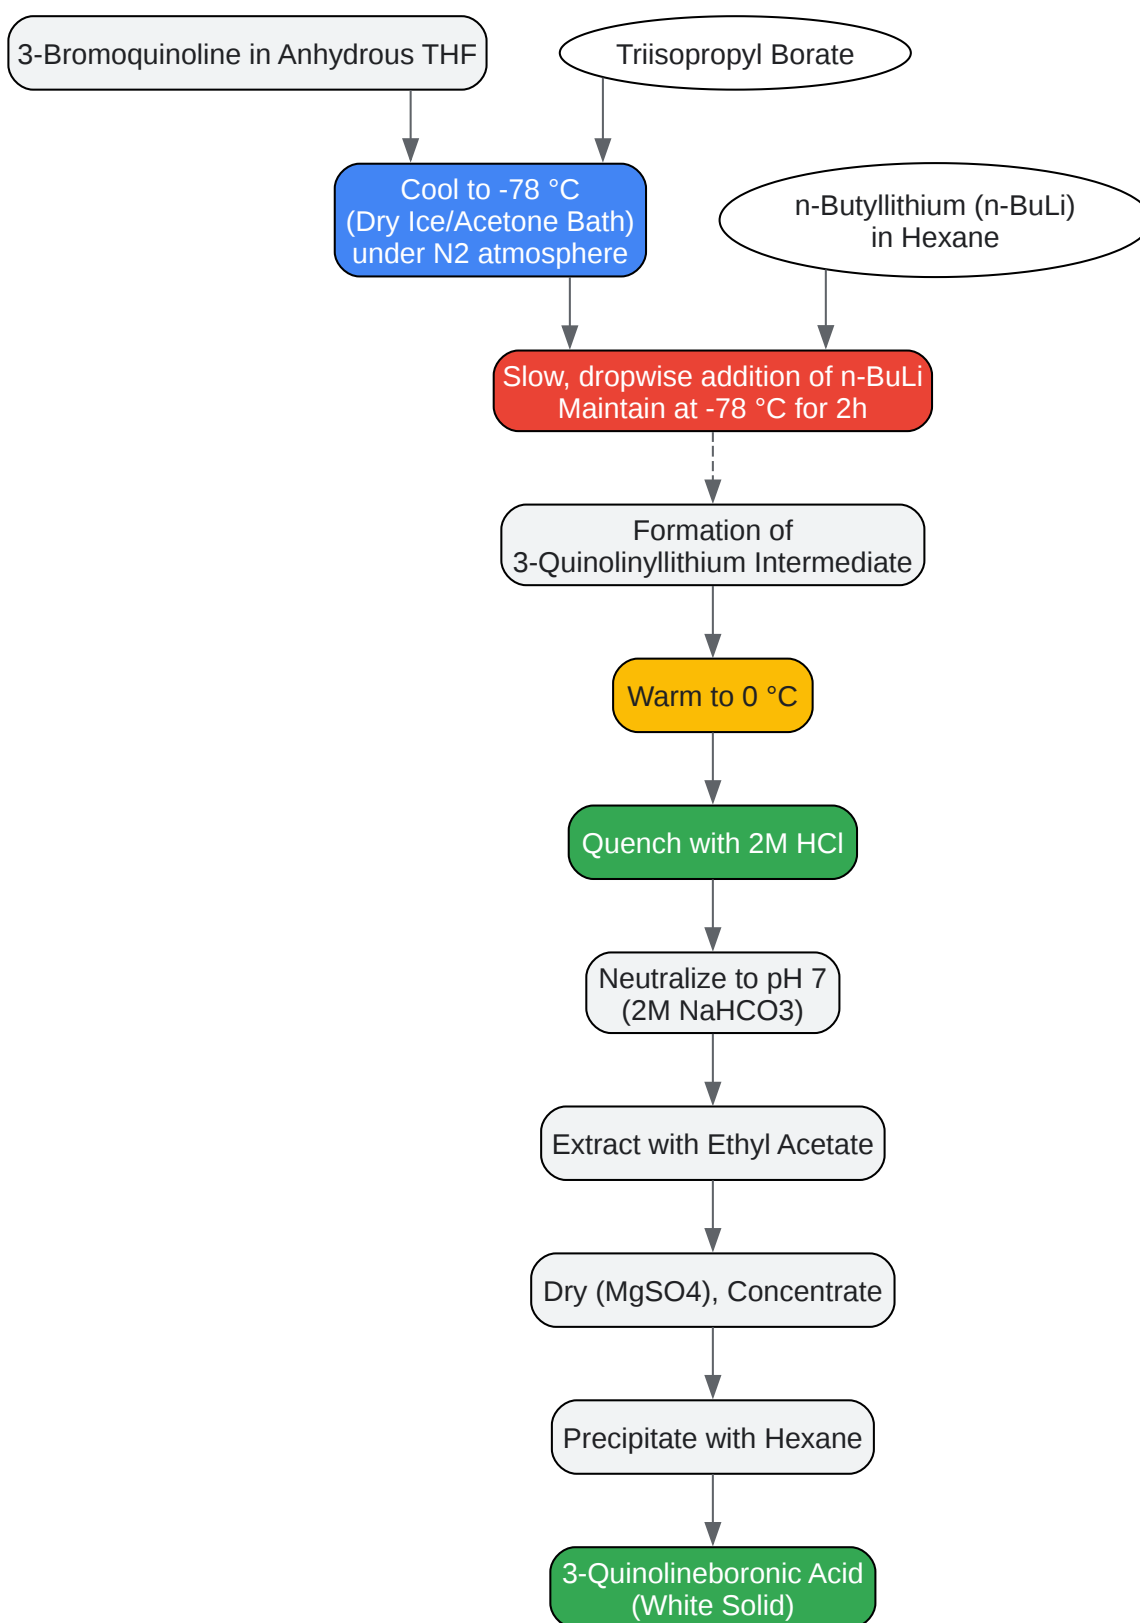 3-Bromoquinoline in Anhydrous THF
Triisopropyl Borate
Cool to -78 °C
(Dry Ice/Acetone Bath)
under N2 atmosphere
n-Butyllithium (n-BuLi)
in Hexane
Slow, dropwise addition of n-BuLi
Maintain at -78 °C for 2h
Formation of
3-Quinolinyllithium Intermediate
Warm to 0 °C
Quench with 2M HCl
Neutralize to pH 7
(2M NaHCO3)
Extract with Ethyl Acetate
Dry (MgSO4), Concentrate
Precipitate with Hexane
3-Quinolineboronic Acid
(White Solid)